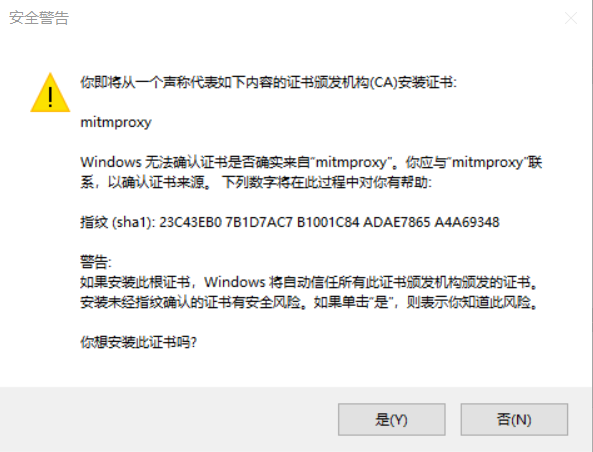 安全警告
你即将从一个声称代表如下内容的证书颁发机构(CA)安装证书:
mitmproxy
Windows 无法确认证书是否确实来自"mitmproxy"。你应与"mitmproxy"联
系，以确认证书来源。 下列数字将在此过程中对你有帮助:
指纹 (sha1): 23C43EB0 7B1D7AC7 B1001C84 ADAE7865 A4A69348
警告:
如果安装此根证书，Windows 将自动信任所有此证书颁发机构颁发的证书。
安装未经指纹确认的证书有安全风险。如果单击"是"，则表示你知道此风险。
你想安装此证书吗?
是(Y)
否(N)